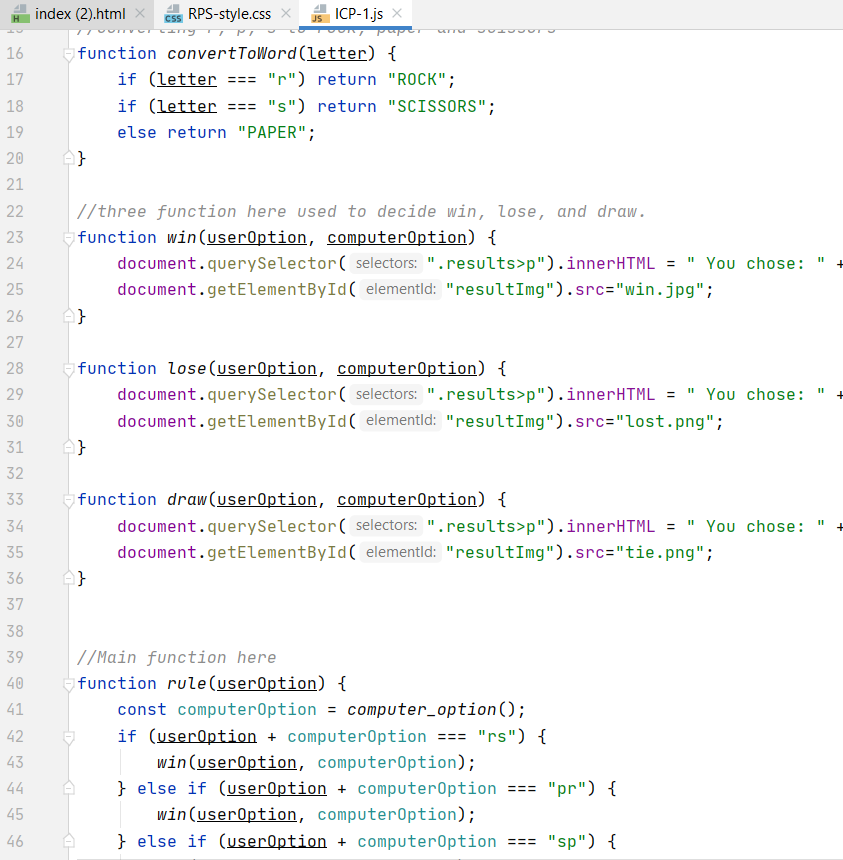 index (2).html
RPS-style.css
ICP-1.js
15 //converting r, p, s to rock, paper and scissors
16 function convertToWord(letter) {
17 if (letter === "r") return "ROCK";
18 if (letter === "s") return "SCISSORS";
19 else return "PAPER";
20 }
21
22 //three function here used to decide win, lose, and draw.
23 function win(userOption, computerOption) {
24 document.querySelector( selectors: ".results>p").innerHTML = " You chose: " +
25 document.getElementById( elementId: "resultImg").src="win.jpg";
26 }
27
28 function lose(userOption, computerOption) {
29 document.querySelector( selectors: ".results>p").innerHTML = " You chose: " +
30 document.getElementById( elementId: "resultImg").src="lost.png";
31 }
32
33 function draw(userOption, computerOption) {
34 document.querySelector( selectors: ".results>p").innerHTML = " You chose: " +
35 document.getElementById( elementId: "resultImg").src="tie.png";
36 }
37
38
39 //Main function here
40 function rule(userOption) {
41 const computerOption = computer_option();
42 if (userOption + computerOption === "rs") {
43 win(userOption, computerOption);
44 } else if (userOption + computerOption === "pr") {
45 win(userOption, computerOption);
46 } else if (userOption + computerOption === "sp") {